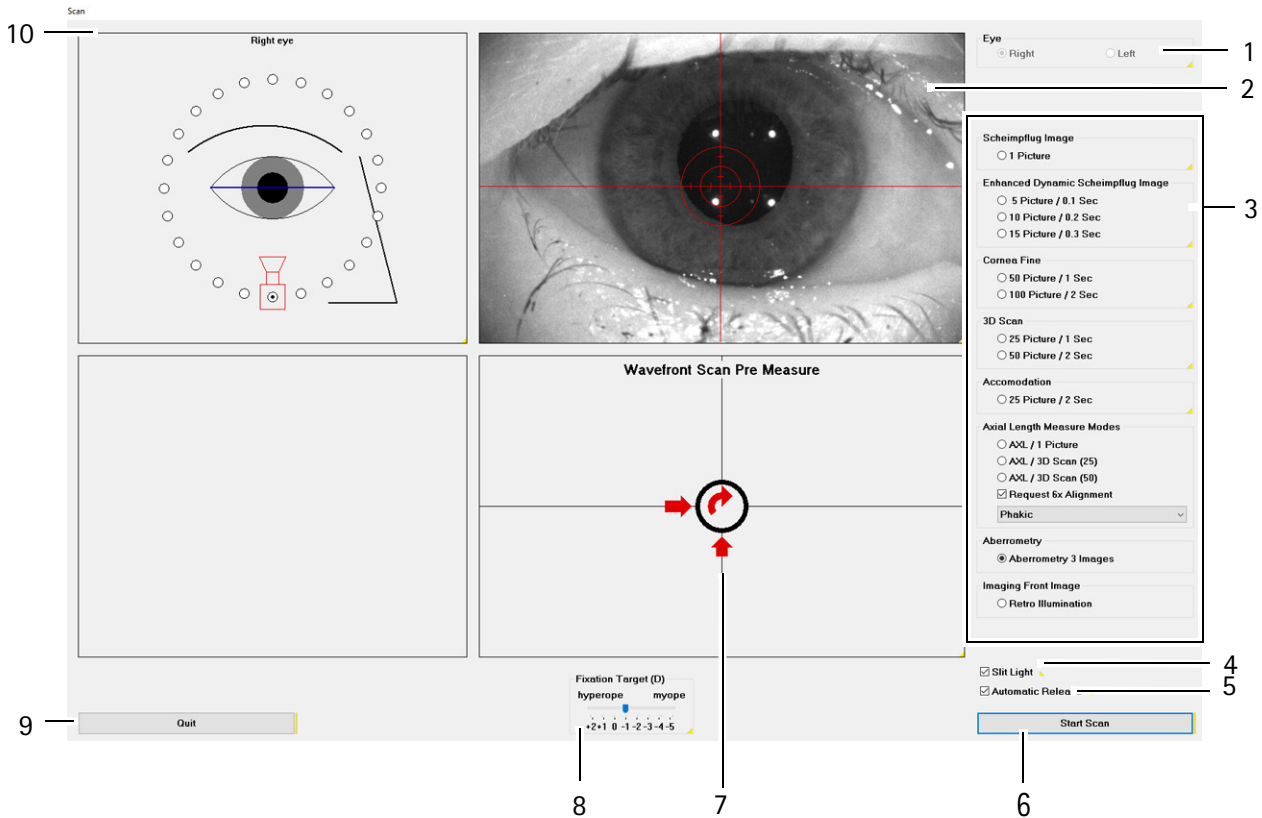 Scan
10
Right eye
Eye
Right Left
1
2
Scheimpflug Image
1 Picture
Enhanced Dynamic Scheimpflug Image
5 Picture / 0.1 Sec
10 Picture / 0.2 Sec
15 Picture / 0.3 Sec
3
Cornea Fine
50 Picture / 1 Sec
100 Picture / 2 Sec
3D Scan
25 Picture / 1 Sec
50 Picture / 2 Sec
Accomodation
25 Picture / 2 Sec
Axial Length Measure Modes
AXL / 1 Picture
AXL / 3D Scan (25)
AXL / 3D Scan (50)
Request 6x Alignment
Phakic
Aberrometry
Aberrometry 3 Images
Imaging Front Image
Retro Illumination
Wavefront Scan Pre Measure
Slit Light
4
Automatic Relea
5
Fixation Target (D)
hyperope myope
+2 +1 0 -1 -2 -3 -4 -5
9
Quit
Start Scan
8
7
6